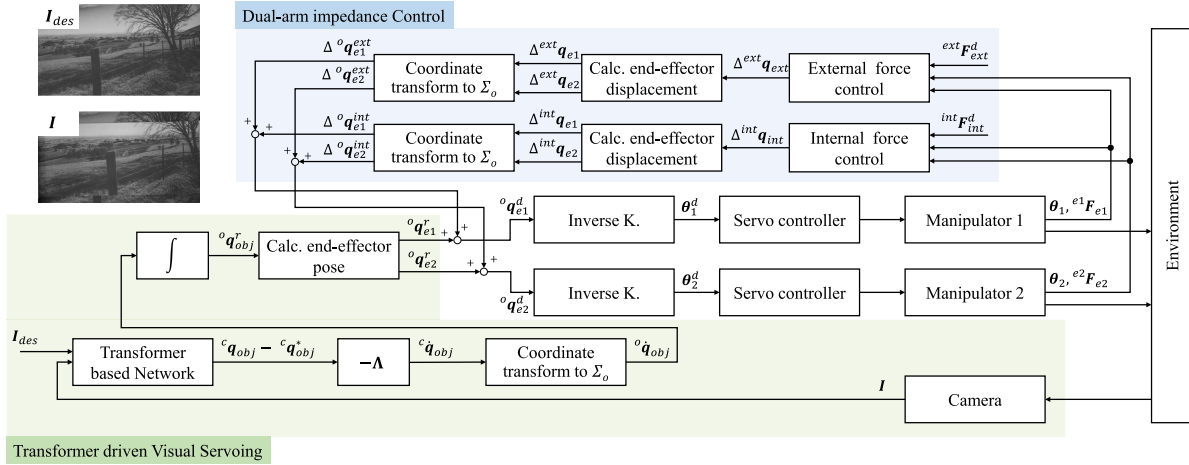 I_des
I
Dual-arm impedance Control
Δ ^o q_e1^ext
Δ ^o q_e2^ext
Coordinate
transform to Σ_o
Δ ^ext q_e1
Δ ^ext q_e2
Calc. end-effector
displacement
Δ ^ext q_ext
External force
control
^ext F_ext^d
+
+
+
+
Δ ^o q_e1^int
Δ ^o q_e2^int
Coordinate
transform to Σ_o
Δ ^int q_e1
Δ ^int q_e2
Calc. end-effector
displacement
Δ ^int q_int
Internal force
control
^int F_int^d
∫
^o q_obj^r
Calc. end-effector
pose
^o q_e1^r
^o q_e2^r
+
+
+
+
^o q_e1^d
Inverse K.
θ_1^d
Servo controller
Manipulator 1
θ_1, ^e1 F_e1
^o q_e2^d
Inverse K.
θ_2^d
Servo controller
Manipulator 2
θ_2, ^e2 F_e2
Environment
I_des
Transformer
based Network
^c q_obj − ^c q_obj^*
−Λ
^c q̇_obj
Coordinate
transform to Σ_o
^o q̇_obj
I
Camera
Transformer driven Visual Servoing